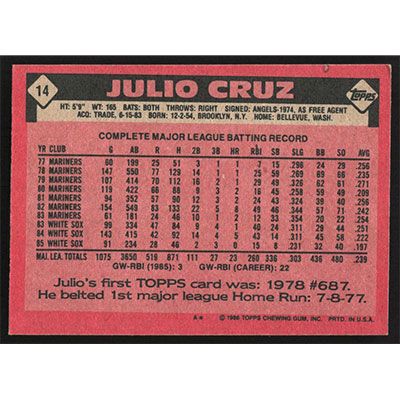 14
JULIO CRUZ
topps
HT: 5'9" WT: 165 BATS: BOTH THROWS: RIGHT SIGNED: ANGELS-1974, AS FREE AGENT
ACQ: TRADE, 6-15-83 BORN: 12-2-54, BROOKLYN, N.Y. HOME: BELLEVUE, WASH.
COMPLETE MAJOR LEAGUE BATTING RECORD
YR CLUB G AB R H 2B 3B HR RBI SB SLG BB SO AVG
77 MARINERS 60 199 25 51 3 1 1 7 15 .296 24 29 .256
78 MARINERS 147 550 77 129 14 1 1 25 59 .269 69 66 .235
79 MARINERS 107 414 70 112 16 2 1 29 49 .326 62 61 .271
80 MARINERS 119 422 66 88 9 3 2 16 45 .258 59 49 .209
81 MARINERS 94 352 57 90 12 3 2 24 43 .324 39 40 .256
82 MARINERS 154 549 83 133 22 5 8 49 46 .344 57 71 .242
83 MARINERS 61 181 24 46 10 1 2 12 33 .354 20 22 .254
83 WHITE SOX 99 334 47 84 9 4 1 40 24 .311 29 44 .251
84 WHITE SOX 143 415 42 92 14 4 5 43 14 .311 45 58 .222
85 WHITE SOX 91 234 28 46 2 3 0 15 8 .231 32 40 .197
MAJ. LEA. TOTALS 1075 3650 519 871 111 27 23 260 336 .303 436 480 .239
GW-RBI (1985): 3 GW-RBI (CAREER): 22
Julio's first TOPPS card was: 1978 #687.
He belted 1st major league Home Run: 7-8-77.
A* © 1986 TOPPS CHEWING GUM, INC. PRTD. IN U.S.A.